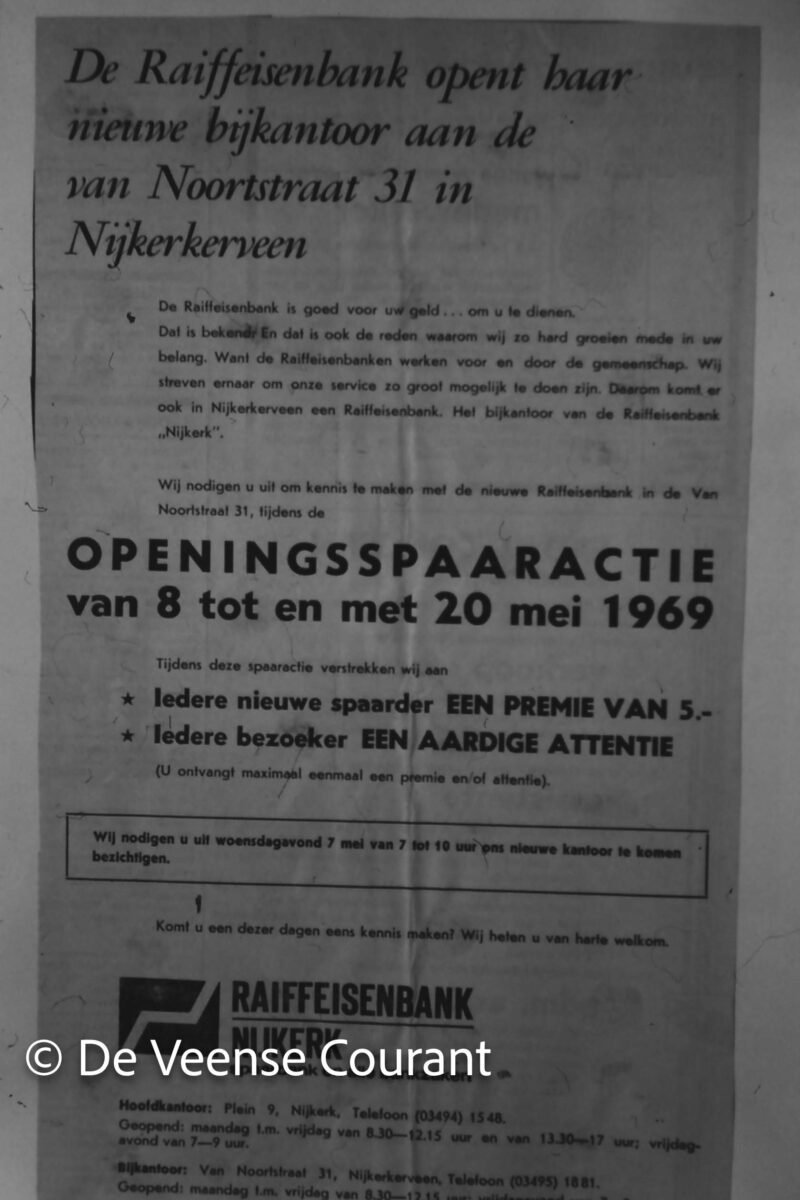 De Raiffeisenbank opent haar
nieuwe bijkantoor aan de
van Noortstraat 31 in
Nijkerkerveen
De Raiffeisenbank is goed voor uw geld... om u te dienen.
Dat is bekend. En dat is ook de reden waarom wij zo hard groeien mede in uw
belang. Want de Raiffeisenbanken werken voor en door de gemeenschap. Wij
streven ernaar om onze service zo groot mogelijk te doen zijn. Daarom komt er
ook in Nijkerkerveen een Raiffeisenbank. Het bijkantoor van de Raiffeisenbank
„Nijkerk".
Wij nodigen u uit om kennis te maken met de nieuwe Raiffeisenbank in de Van
Noortstraat 31, tijdens de
OPENINGSSPAARACTIE
van 8 tot en met 20 mei 1969
Tijdens deze spaaractie verstrekken wij aan
★ Iedere nieuwe spaarder EEN PREMIE VAN 5.-
★ Iedere bezoeker EEN AARDIGE ATTENTIE
(U ontvangt maximaal eenmaal een premie en/of attentie).
Wij nodigen u uit woensdagavond 7 mei van 7 tot 10 uur ons nieuwe kantoor te komen
bezichtigen.
Komt u een dezer dagen eens kennis maken? Wij heten u van harte welkom.
RAIFFEISENBANK
NIJKERK
© De Veense Courant
Hoofdkantoor: Plein 9, Nijkerk, Telefoon (03494) 1548.
Geopend: maandag t.m. vrijdag van 8.30—12.15 uur en van 13.30—17 uur; vrijdag-
avond van 7—9 uur.
Bijkantoor: Van Noortstraat 31, Nijkerkerveen, Telefoon (03495) 1881.
Geopend: maandag t.m. vrijdag van 8.30—12.15 uur;